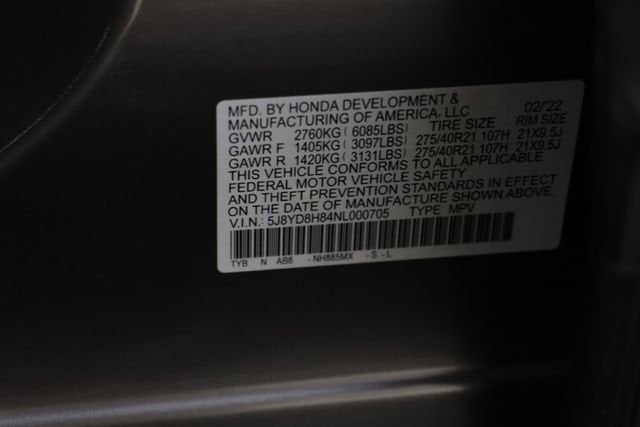 MFD. BY HONDA DEVELOPMENT & 02/'22
MANUFACTURING OF AMERICA, LLC
GVWR 2760KG ( 6085LBS) TIRE SIZE RIM SIZE
GAWR F 1405KG ( 3097LBS) 275/40R21 107H 21X9.5J
GAWR R 1420KG ( 3131LBS) 275/40R21 107H 21X9.5J
THIS VEHICLE CONFORMS TO ALL APPLICABLE
FEDERAL MOTOR VEHICLE SAFETY
AND THEFT PREVENTION STANDARDS IN EFFECT
ON THE DATE OF MANUFACTURE SHOWN ABOVE.
V.I.N.: 5J8YD8H84NL000705 TYPE: MPV
TYB N AB8 - NH885MX - S - L